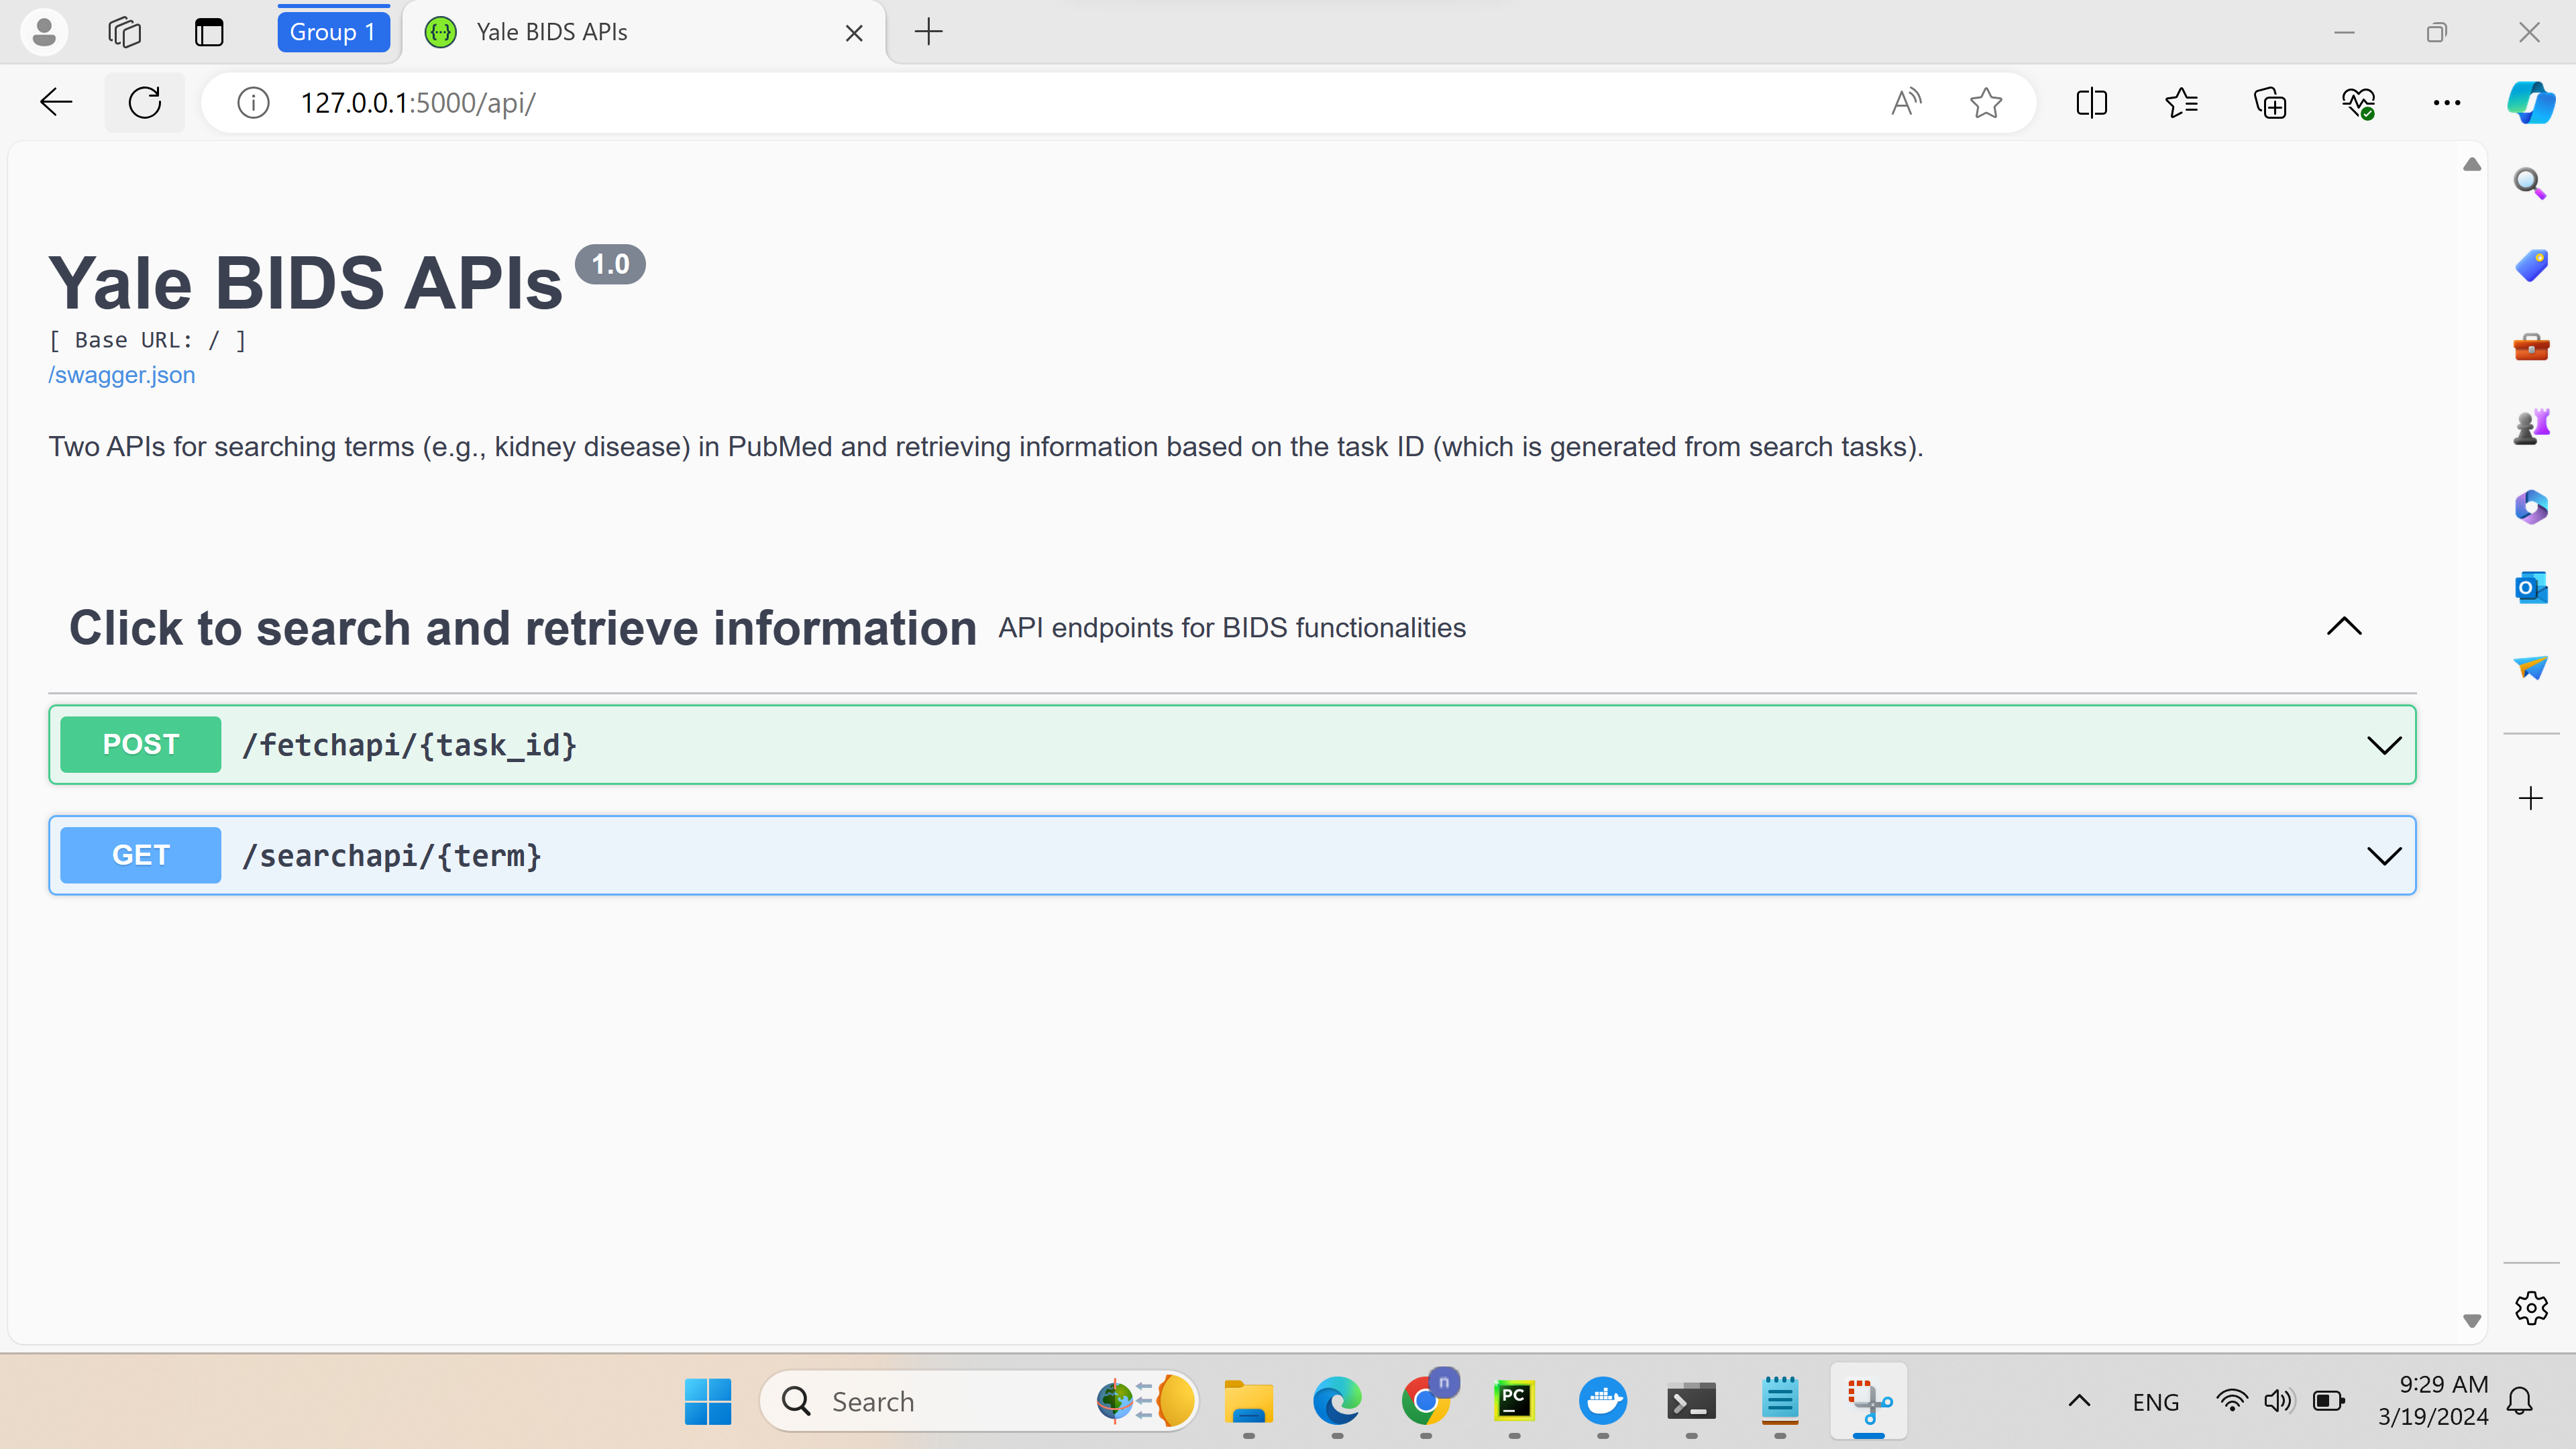 Group 1
Yale BIDS APIs
127.0.0.1:5000/api/
Yale BIDS APIs 1.0
[ Base URL: / ]
/swagger.json
Two APIs for searching terms (e.g., kidney disease) in PubMed and retrieving information based on the task ID (which is generated from search tasks).
Click to search and retrieve information API endpoints for BIDS functionalities
POST /fetchapi/{task_id}
GET /searchapi/{term}
Search
n
PC
ENG
9:29 AM
3/19/2024